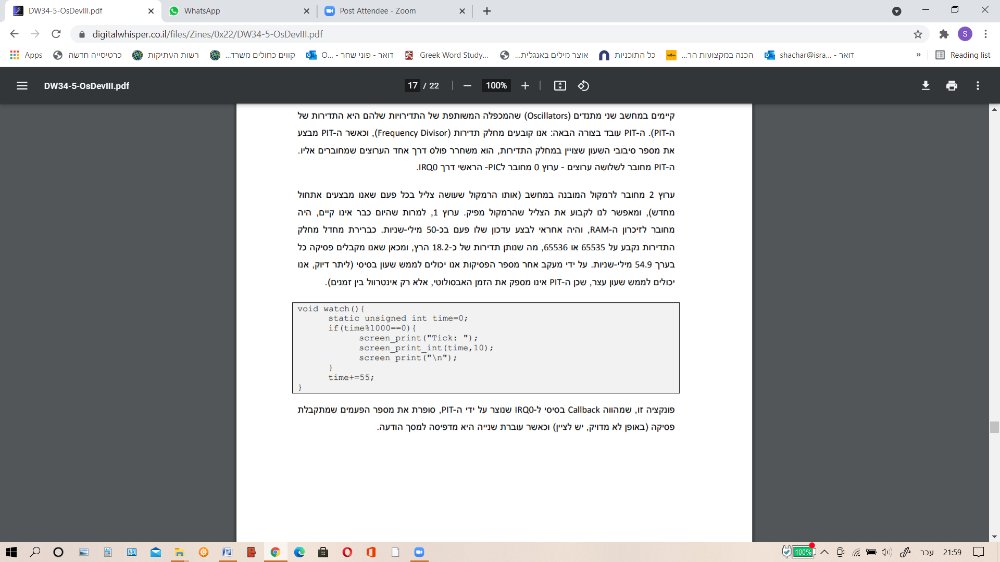 DW34-5-OsDevIII.pdf
WhatsApp
Post Attendee - Zoom
digitalwhisper.co.il/files/Zines/0x22/DW34-5-OsDevIII.pdf
S
Apps
כרטיסייה חדשה
רשות העתיקות
קווים כחולים משרד...
דואר - פוני שחר - O...
Greek Word Study...
אוצר מילים באנגלית...
כל התוכניות
הכנה במקצועות הר...
דואר - shachar@isra...
»
Reading list
DW34-5-OsDevIII.pdf
17 / 22
100%
קיימים במחשב שני מתנדים (Oscillators) שהמכפלה המשותפת של התדירויות שלהם היא התדירות של
ה-PIT). ה-PIT עובד בצורה הבאה: אנו קובעים מחלק תדירות (Frequency Divisor), וכאשר ה-PIT מבצע
את מספר סיבובי השעון שצויין במחלק התדירות, הוא משחרר פולס דרך אחד הערוצים שמחוברים אליו.
ה-PIT מחובר לשלושה ערוצים - ערוץ 0 מחובר לPIC- הראשי דרך IRQ0.
ערוץ 2 מחובר לרמקול המובנה במחשב (אותו הרמקול שעושה צליל בכל פעם שאנו מבצעים אתחול
מחדש), ומאפשר לנו לקבוע את הצליל שהרמקול מפיק. ערוץ 1, למרות שהיום כבר אינו קיים, היה
מחובר לזיכרון ה-RAM, והיה אחראי לבצע עדכון שלו פעם בכ-50 מילי-שניות. כברירת מחדל מחלק
התדירות נקבע על 65535 או 65536, מה שנותן תדירות של כ-18.2 הרץ, ומכאן שאנו מקבלים פסיקה כל
בערך 54.9 מילי-שניות. על ידי מעקב אחר מספר הפסיקות אנו יכולים לממש שעון בסיסי (ליתר דיוק, אנו
יכולים לממש שעון עצר, שכן ה-PIT אינו מספק את הזמן האבסולוטי, אלא רק אינטרוול בין זמנים).
void watch(){
static unsigned int time=0;
if(time%1000==0){
screen_print("Tick: ");
screen_print_int(time,10);
screen_print("\n");
}
time+=55;
}
פונקציה זו, שמהווה Callback בסיסי ל-IRQ0 שנוצר על ידי ה-PIT, סופרת את מספר הפעמים שמתקבלת
פסיקה (באופן לא מדויק, יש לציין) וכאשר עוברת שנייה היא מדפיסה למסך הודעה.
100%
עבר
21:59